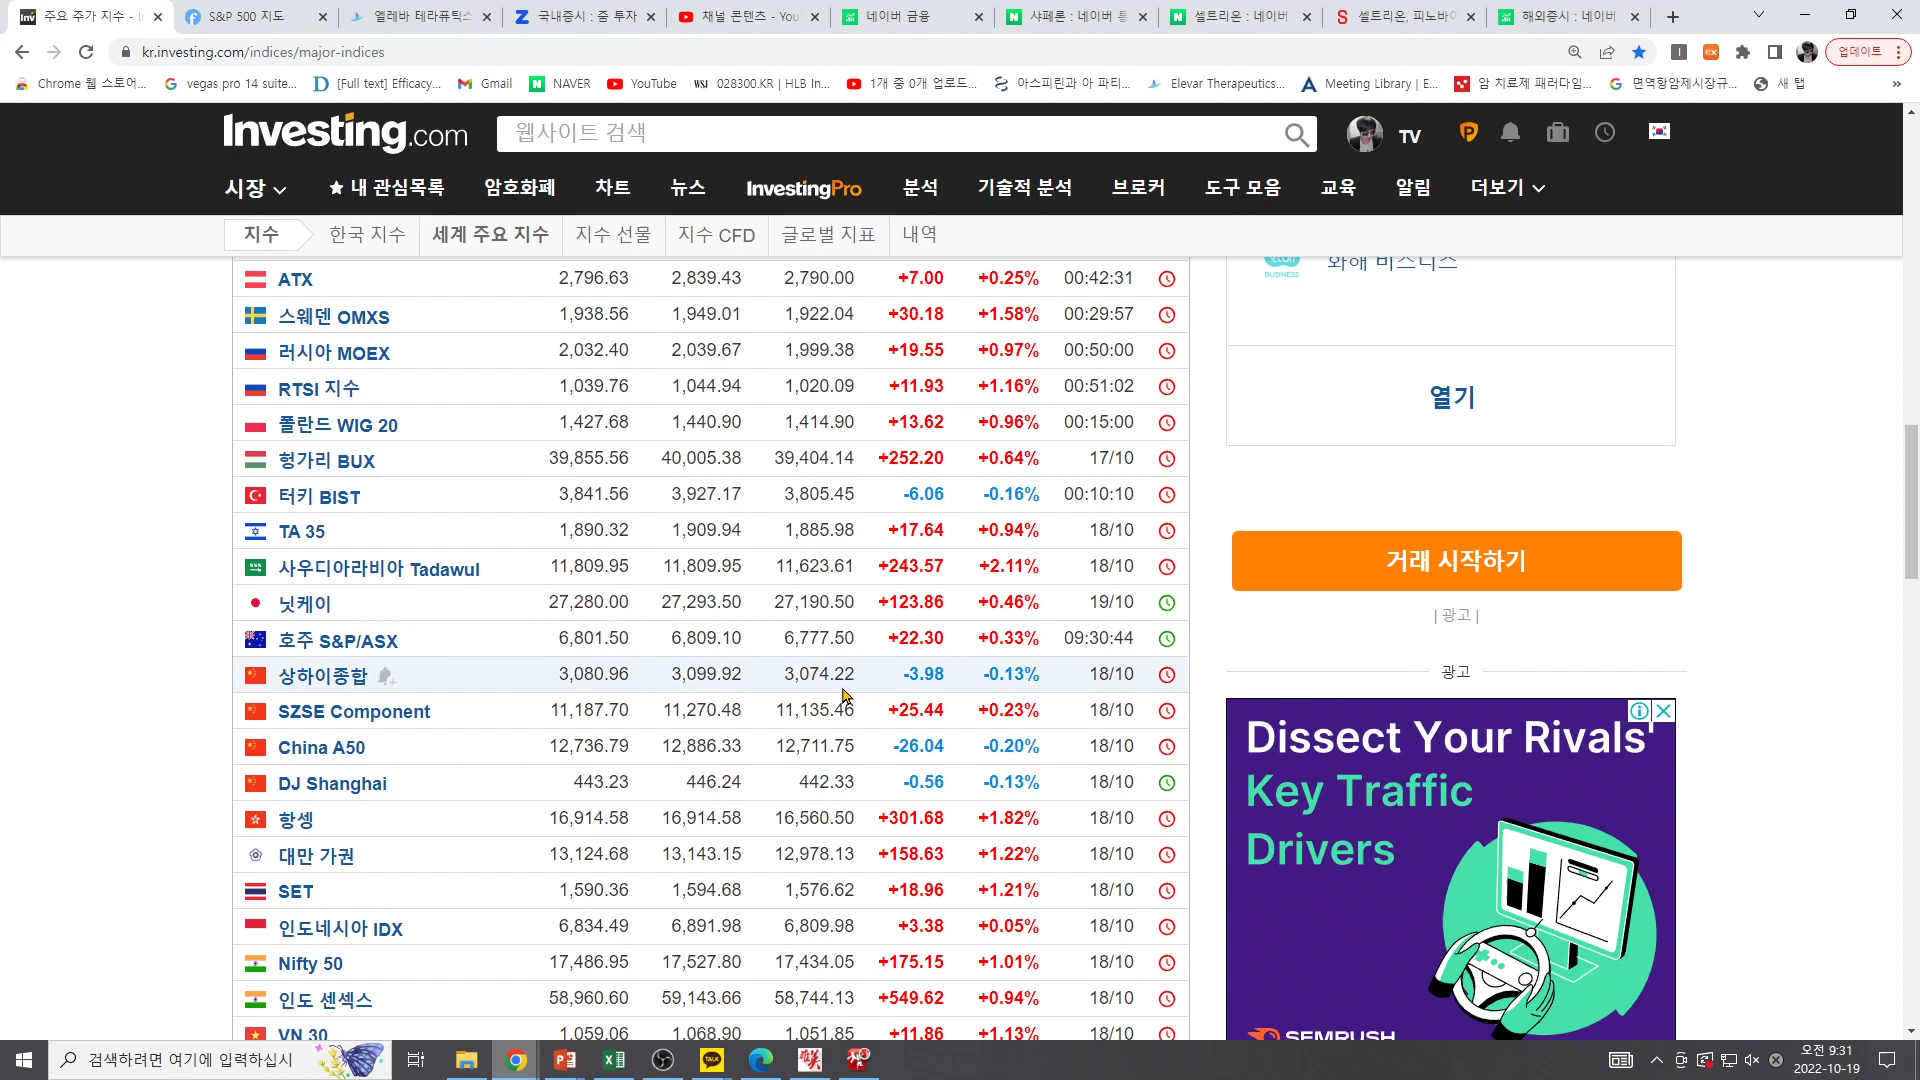 주요 주가 지수 - I
S&P 500 지도
엘레바 테라퓨틱스
국내증시 : 줌 투자
채널 콘텐츠 - You
네이버 금융
샤페론 : 네이버 통
셀트리온 : 네이버
셀트리온, 피노바이
해외증시 : 네이버
kr.investing.com/indices/major-indices
업데이트
Chrome 웹 스토어...
vegas pro 14 suite...
[Full text] Efficacy...
Gmail
NAVER
YouTube
WSJ 028300.KR | HLB In...
1개 중 0개 업로드...
아스피린과 아 파티...
Elevar Therapeutics...
Meeting Library | E...
암 치료제 패러다임...
면역항암제시장규...
새 탭
Investing.com
웹사이트 검색
TV
시장
내 관심목록
암호화폐
차트
뉴스
InvestingPro
분석
기술적 분석
브로커
도구 모음
교육
알림
더보기
지수
한국 지수
세계 주요 지수
지수 선물
지수 CFD
글로벌 지표
내역
ATX 2,796.63 2,839.43 2,790.00 +7.00 +0.25% 00:42:31
스웨덴 OMXS 1,938.56 1,949.01 1,922.04 +30.18 +1.58% 00:29:57
러시아 MOEX 2,032.40 2,039.67 1,999.38 +19.55 +0.97% 00:50:00
RTSI 지수 1,039.76 1,044.94 1,020.09 +11.93 +1.16% 00:51:02
폴란드 WIG 20 1,427.68 1,440.90 1,414.90 +13.62 +0.96% 00:15:00
헝가리 BUX 39,855.56 40,005.38 39,404.14 +252.20 +0.64% 17/10
터키 BIST 3,841.56 3,927.17 3,805.45 -6.06 -0.16% 00:10:10
TA 35 1,890.32 1,909.94 1,885.98 +17.64 +0.94% 18/10
사우디아라비아 Tadawul 11,809.95 11,809.95 11,623.61 +243.57 +2.11% 18/10
닛케이 27,280.00 27,293.50 27,190.50 +123.86 +0.46% 19/10
호주 S&P/ASX 6,801.50 6,809.10 6,777.50 +22.30 +0.33% 09:30:44
상하이종합 3,080.96 3,099.92 3,074.22 -3.98 -0.13% 18/10
SZSE Component 11,187.70 11,270.48 11,135.46 +25.44 +0.23% 18/10
China A50 12,736.79 12,886.33 12,711.75 -26.04 -0.20% 18/10
DJ Shanghai 443.23 446.24 442.33 -0.56 -0.13% 18/10
항셍 16,914.58 16,914.58 16,560.50 +301.68 +1.82% 18/10
대만 가권 13,124.68 13,143.15 12,978.13 +158.63 +1.22% 18/10
SET 1,590.36 1,594.68 1,576.62 +18.96 +1.21% 18/10
인도네시아 IDX 6,834.49 6,891.98 6,809.98 +3.38 +0.05% 18/10
Nifty 50 17,486.95 17,527.80 17,434.05 +175.15 +1.01% 18/10
인도 센섹스 58,960.60 59,143.66 58,744.13 +549.62 +0.94% 18/10
VN 30 1,059.06 1,068.90 1,051.85 +11.86 +1.13% 18/10
BUSINESS
화해 비즈니스
열기
거래 시작하기
| 광고 |
광고
Dissect Your Rivals'
Key Traffic
Drivers
SEMRUSH
검색하려면 여기에 입력하십시
TALK
오전 9:31
2022-10-19